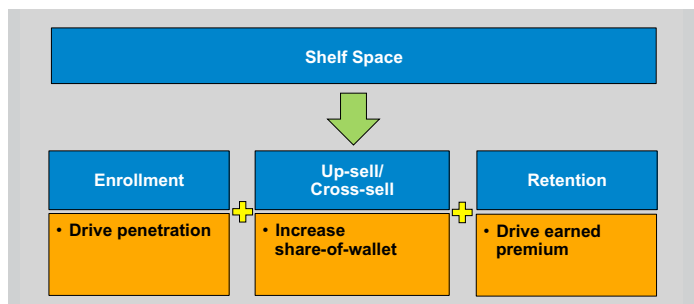 Shelf Space
Enrollment
Up-sell/
Cross-sell
Retention
• Drive penetration
• Increase
share-of-wallet
• Drive earned
premium